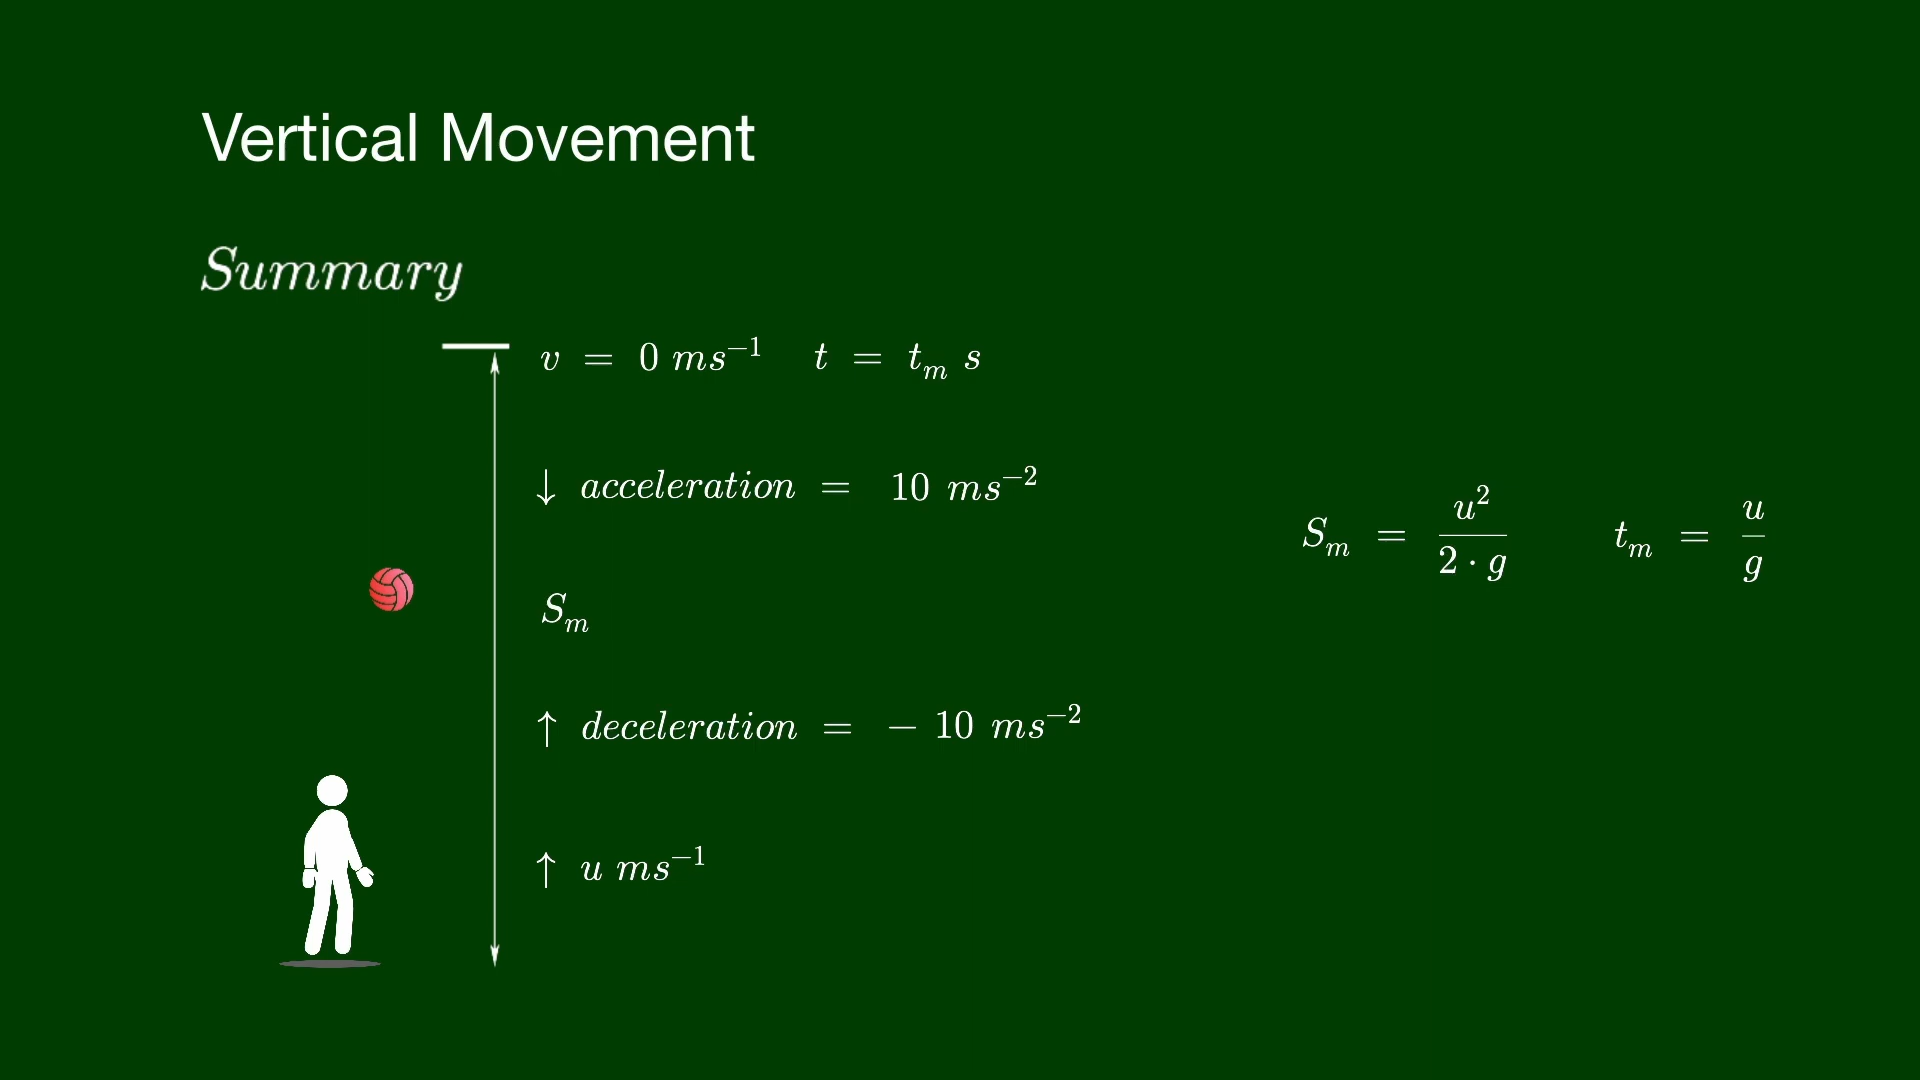 Vertical Movement
Summary
v = 0 ms⁻¹ t = tₘ s
↓ acceleration = 10 ms⁻²
Sₘ = u² / 2 · g tₘ = u / g
Sₘ
↑ deceleration = − 10 ms⁻²
↑ u ms⁻¹